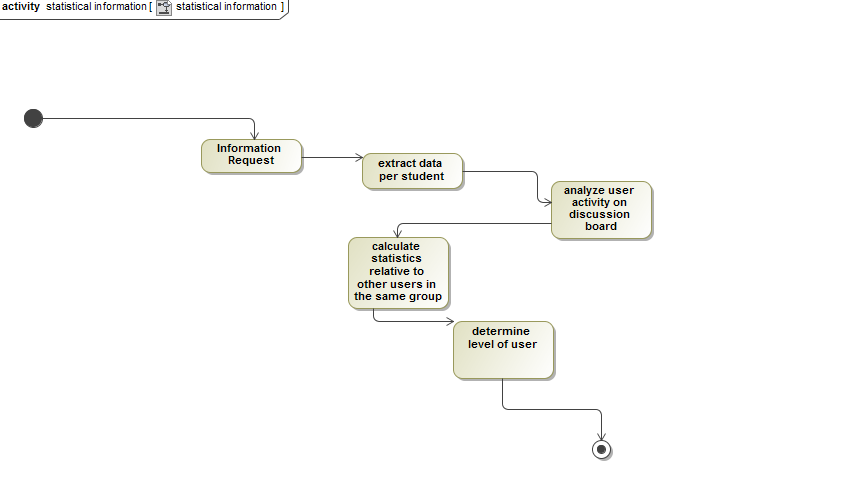 activity statistical information [ statistical information ]
Information
Request
extract data
per student
analyze user
activity on
discussion
board
calculate
statistics
relative to
other users in
the same group
determine
level of user